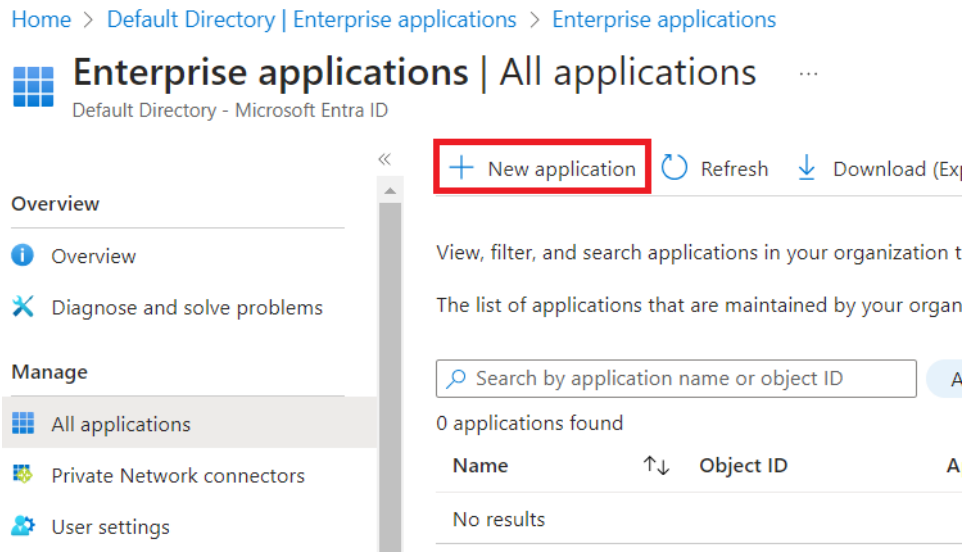 Home > Default Directory | Enterprise applications > Enterprise applications
Enterprise applications | All applications ...
Default Directory - Microsoft Entra ID
«
Overview
Overview
Diagnose and solve problems
Manage
All applications
Private Network connectors
User settings
+ New application Refresh Download (Exp
View, filter, and search applications in your organization t
The list of applications that are maintained by your organ
Search by application name or object ID A
0 applications found
Name ↑↓ Object ID A
No results